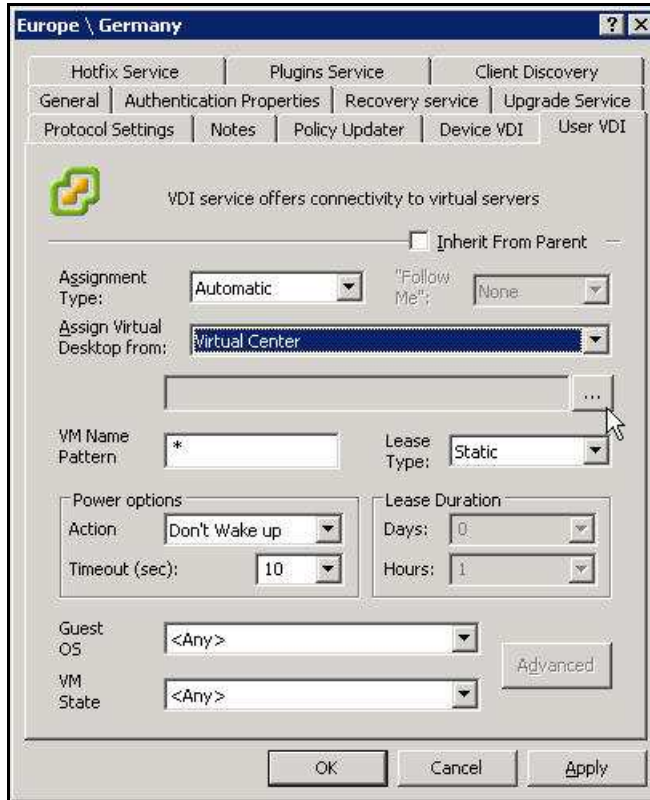 Europe \ Germany
Hotfix Service Plugins Service Client Discovery
General Authentication Properties Recovery service Upgrade Service
Protocol Settings Notes Policy Updater Device VDI User VDI
VDI service offers connectivity to virtual servers
Inherit From Parent
Assignment Type: Automatic "Follow Me": None
Assign Virtual Desktop from: Virtual Center
...
VM Name Pattern * Lease Type: Static
Power options Lease Duration
Action Don't Wake up Days: 0
Timeout (sec): 10 Hours: 1
Guest OS <Any>
Advanced
VM State <Any>
OK Cancel Apply